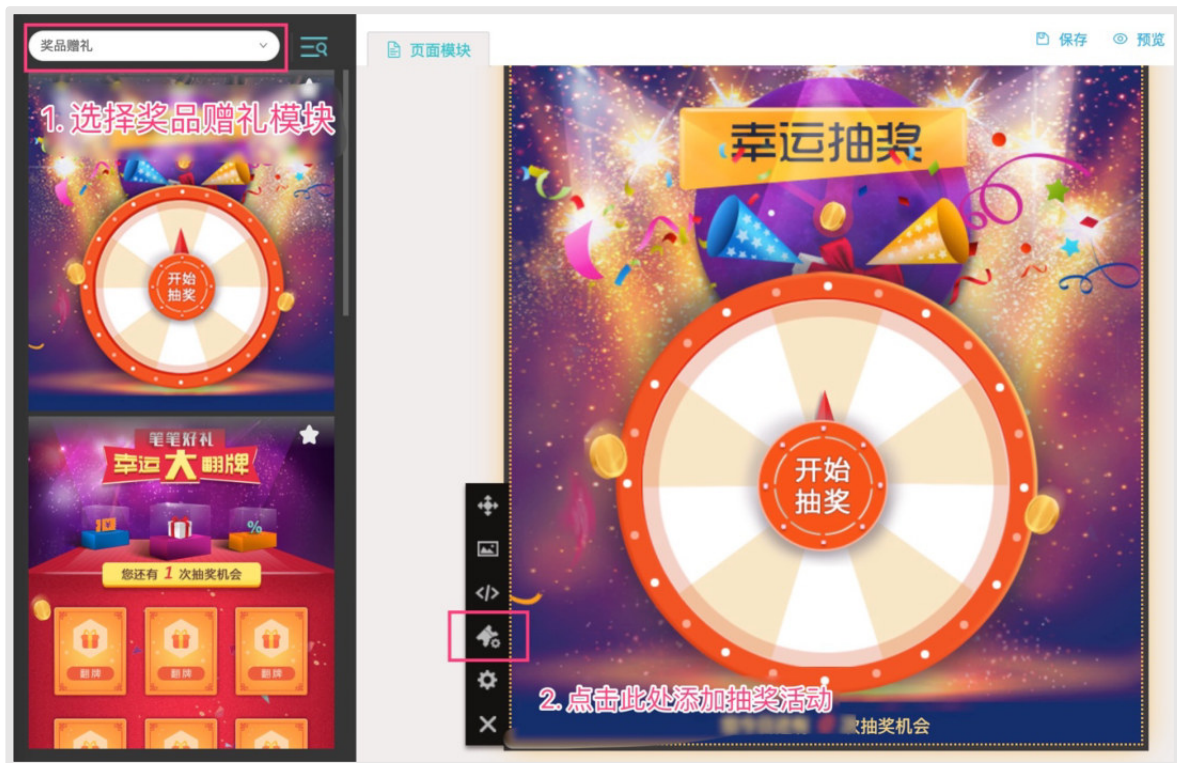 奖品赠礼
页面模块
保存
预览
1. 选择奖品赠礼模块
开始
抽奖
笔笔好礼
幸运大翻牌
%
您还有 1 次抽奖机会
翻牌
翻牌
翻牌
幸运抽奖
开始
抽奖
</>
2. 点击此处添加抽奖活动
次抽奖机会